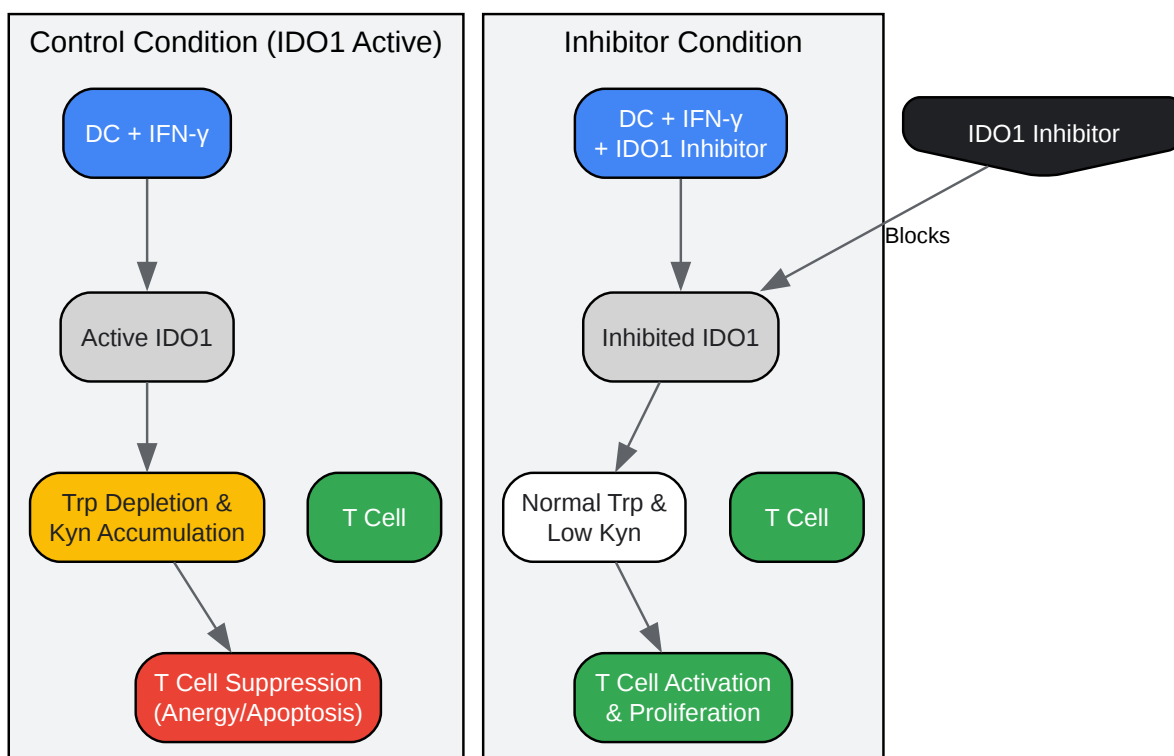 Control Condition (IDO1 Active)
DC + IFN-γ
Active IDO1
Trp Depletion &
Kyn Accumulation
T Cell
T Cell Suppression
(Anergy/Apoptosis)
Inhibitor Condition
DC + IFN-γ
+ IDO1 Inhibitor
Inhibited IDO1
Normal Trp &
Low Kyn
T Cell
T Cell Activation
& Proliferation
IDO1 Inhibitor
Blocks